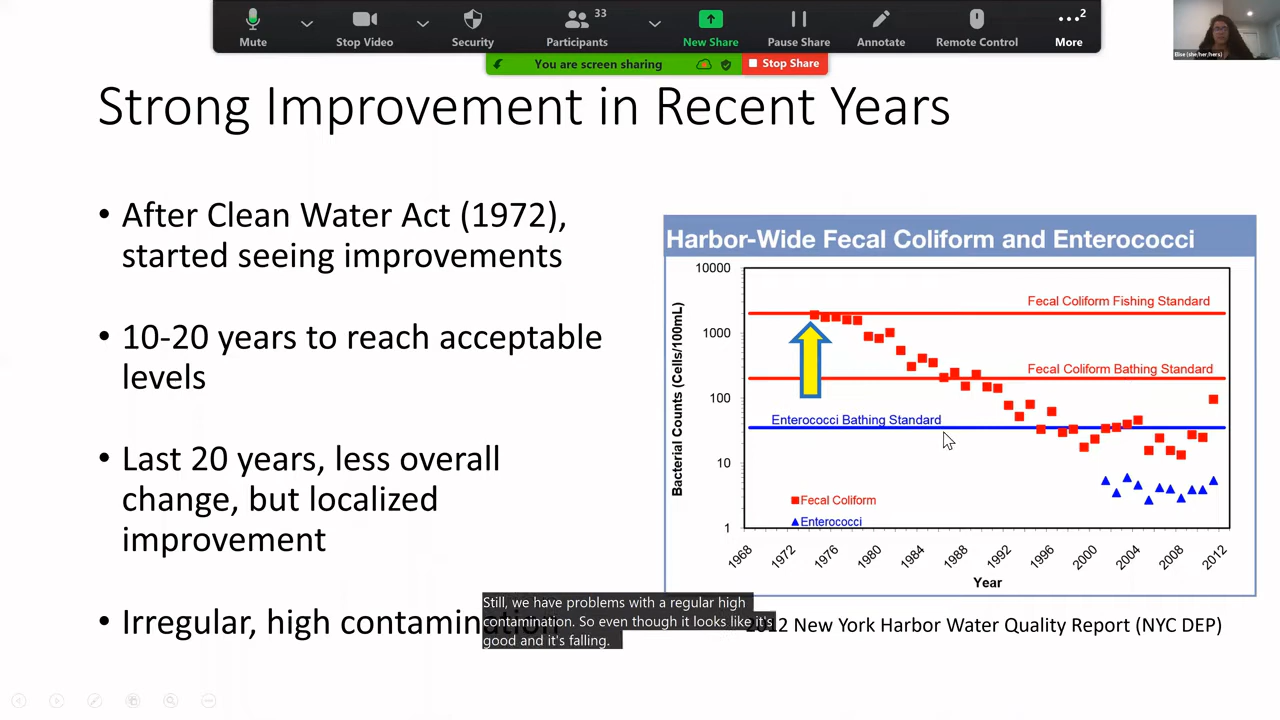 33
2
Mute
Stop Video
Security
Participants
New Share
Pause Share
Annotate
Remote Control
More
You are screen sharing
Stop Share
Elise (she/her/hers)
Strong Improvement in Recent Years
• After Clean Water Act (1972),
started seeing improvements
• 10-20 years to reach acceptable
levels
• Last 20 years, less overall
change, but localized
improvement
• Irregular, high contamination
Harbor-Wide Fecal Coliform and Enterococci
Bacterial Counts (Cells/100mL)
10000
1000
100
10
1
Fecal Coliform Fishing Standard
Fecal Coliform Bathing Standard
Enterococci Bathing Standard
Fecal Coliform
Enterococci
1968 1972 1976 1980 1984 1988 1992 1996 2000 2004 2008 2012
Year
2012 New York Harbor Water Quality Report (NYC DEP)
Still, we have problems with a regular high
contamination. So even though it looks like it's
good and it's falling.